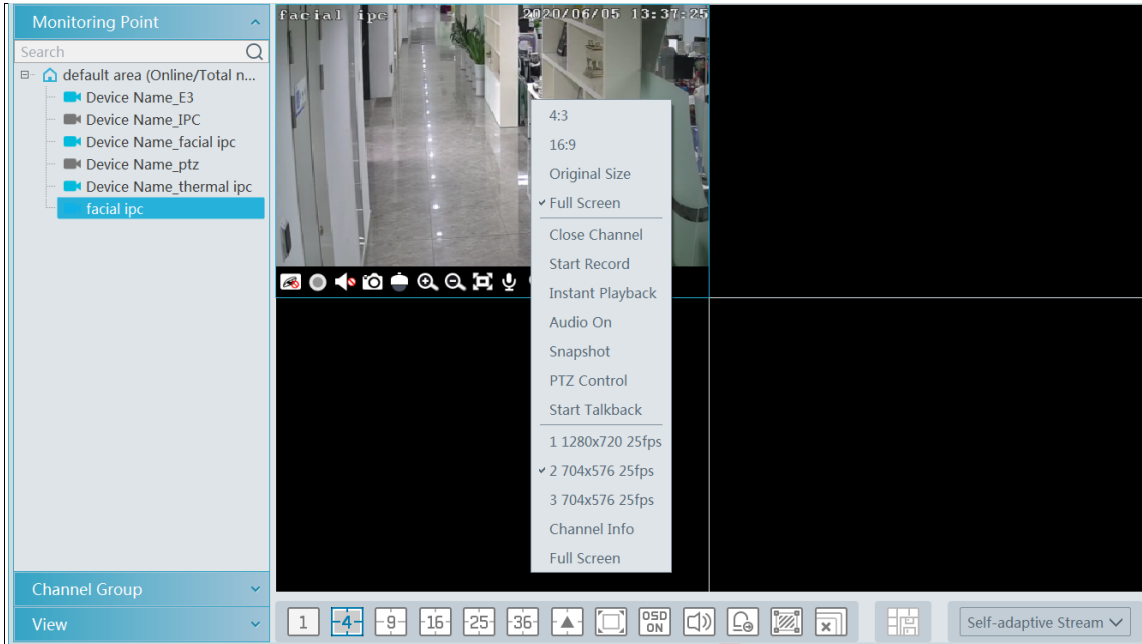 Monitoring Point
Search
default area (Online/Total n...
Device Name_E3
Device Name_IPC
Device Name_facial ipc
Device Name_ptz
Device Name_thermal ipc
facial ipc
Channel Group
View
facial ipc
2020/06/05 13:37:25
4:3
16:9
Original Size
Full Screen
Close Channel
Start Record
Instant Playback
Audio On
Snapshot
PTZ Control
Start Talkback
1 1280x720 25fps
2 704x576 25fps
3 704x576 25fps
Channel Info
Full Screen
1
4
9
16
25
36
OSD
ON
Self-adaptive Stream